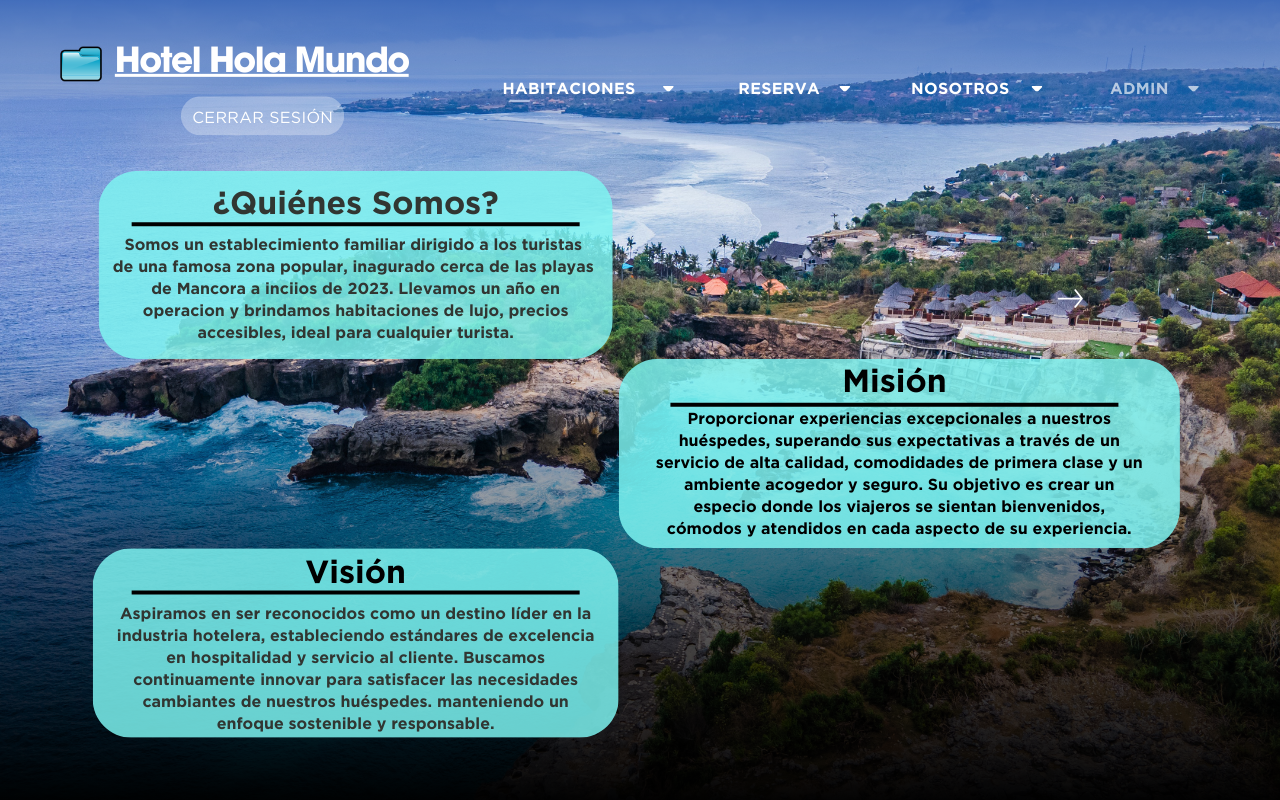 Hotel Hola Mundo
HABITACIONES
RESERVA
NOSOTROS
ADMIN
CERRAR SESIÓN
¿Quiénes Somos?
Somos un establecimiento familiar dirigido a los turistas
de una famosa zona popular, inagurado cerca de las playas
de Mancora a inciios de 2023. Llevamos un año en
operacion y brindamos habitaciones de lujo, precios
accesibles, ideal para cualquier turista.
Misión
Proporcionar experiencias excepcionales a nuestros
huéspedes, superando sus expectativas a través de un
servicio de alta calidad, comodidades de primera clase y un
ambiente acogedor y seguro. Su objetivo es crear un
especio donde los viajeros se sientan bienvenidos,
cómodos y atendidos en cada aspecto de su experiencia.
Visión
Aspiramos en ser reconocidos como un destino líder en la
industria hotelera, estableciendo estándares de excelencia
en hospitalidad y servicio al cliente. Buscamos
continuamente innovar para satisfacer las necesidades
cambiantes de nuestros huéspedes. manteniendo un
enfoque sostenible y responsable.